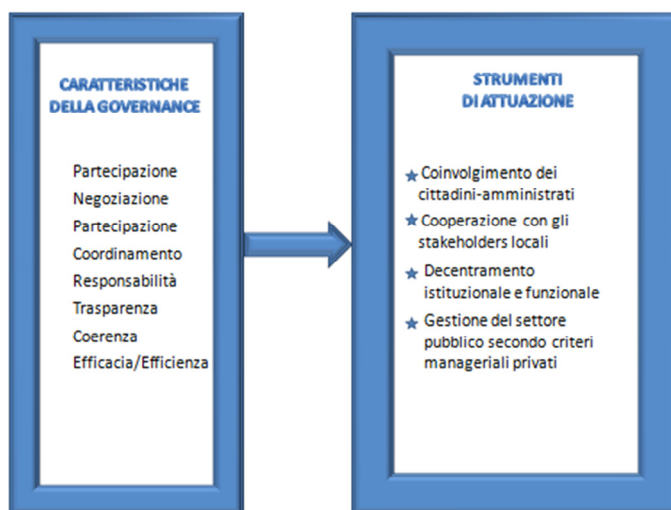 CARATTERISTICHE
DELLA GOVERNANCE
Partecipazione
Negoziazione
Partecipazione
Coordinamento
Responsabilità
Trasparenza
Coerenza
Efficacia/Efficienza
STRUMENTI
DI ATTUAZIONE
Coinvolgimento dei
cittadini-amministrati
Cooperazione con gli
stakeholders locali
Decentramento
istituzionale e funzionale
Gestione del settore
pubblico secondo criteri
manageriali privati